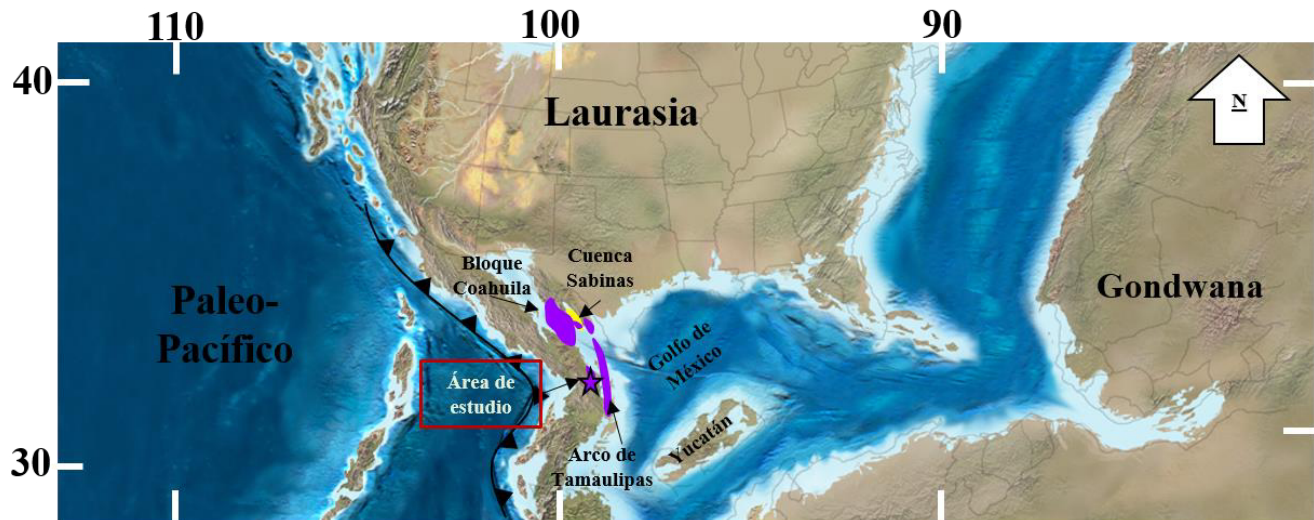 110
100
90
40
Laurasia
N
Bloque
Coahuila
Cuenca
Sabinas
Paleo-
Pacífico
Gondwana
Golfo de
México
Área de
estudio
Yucatán
Arco de
Tamaulipas
30